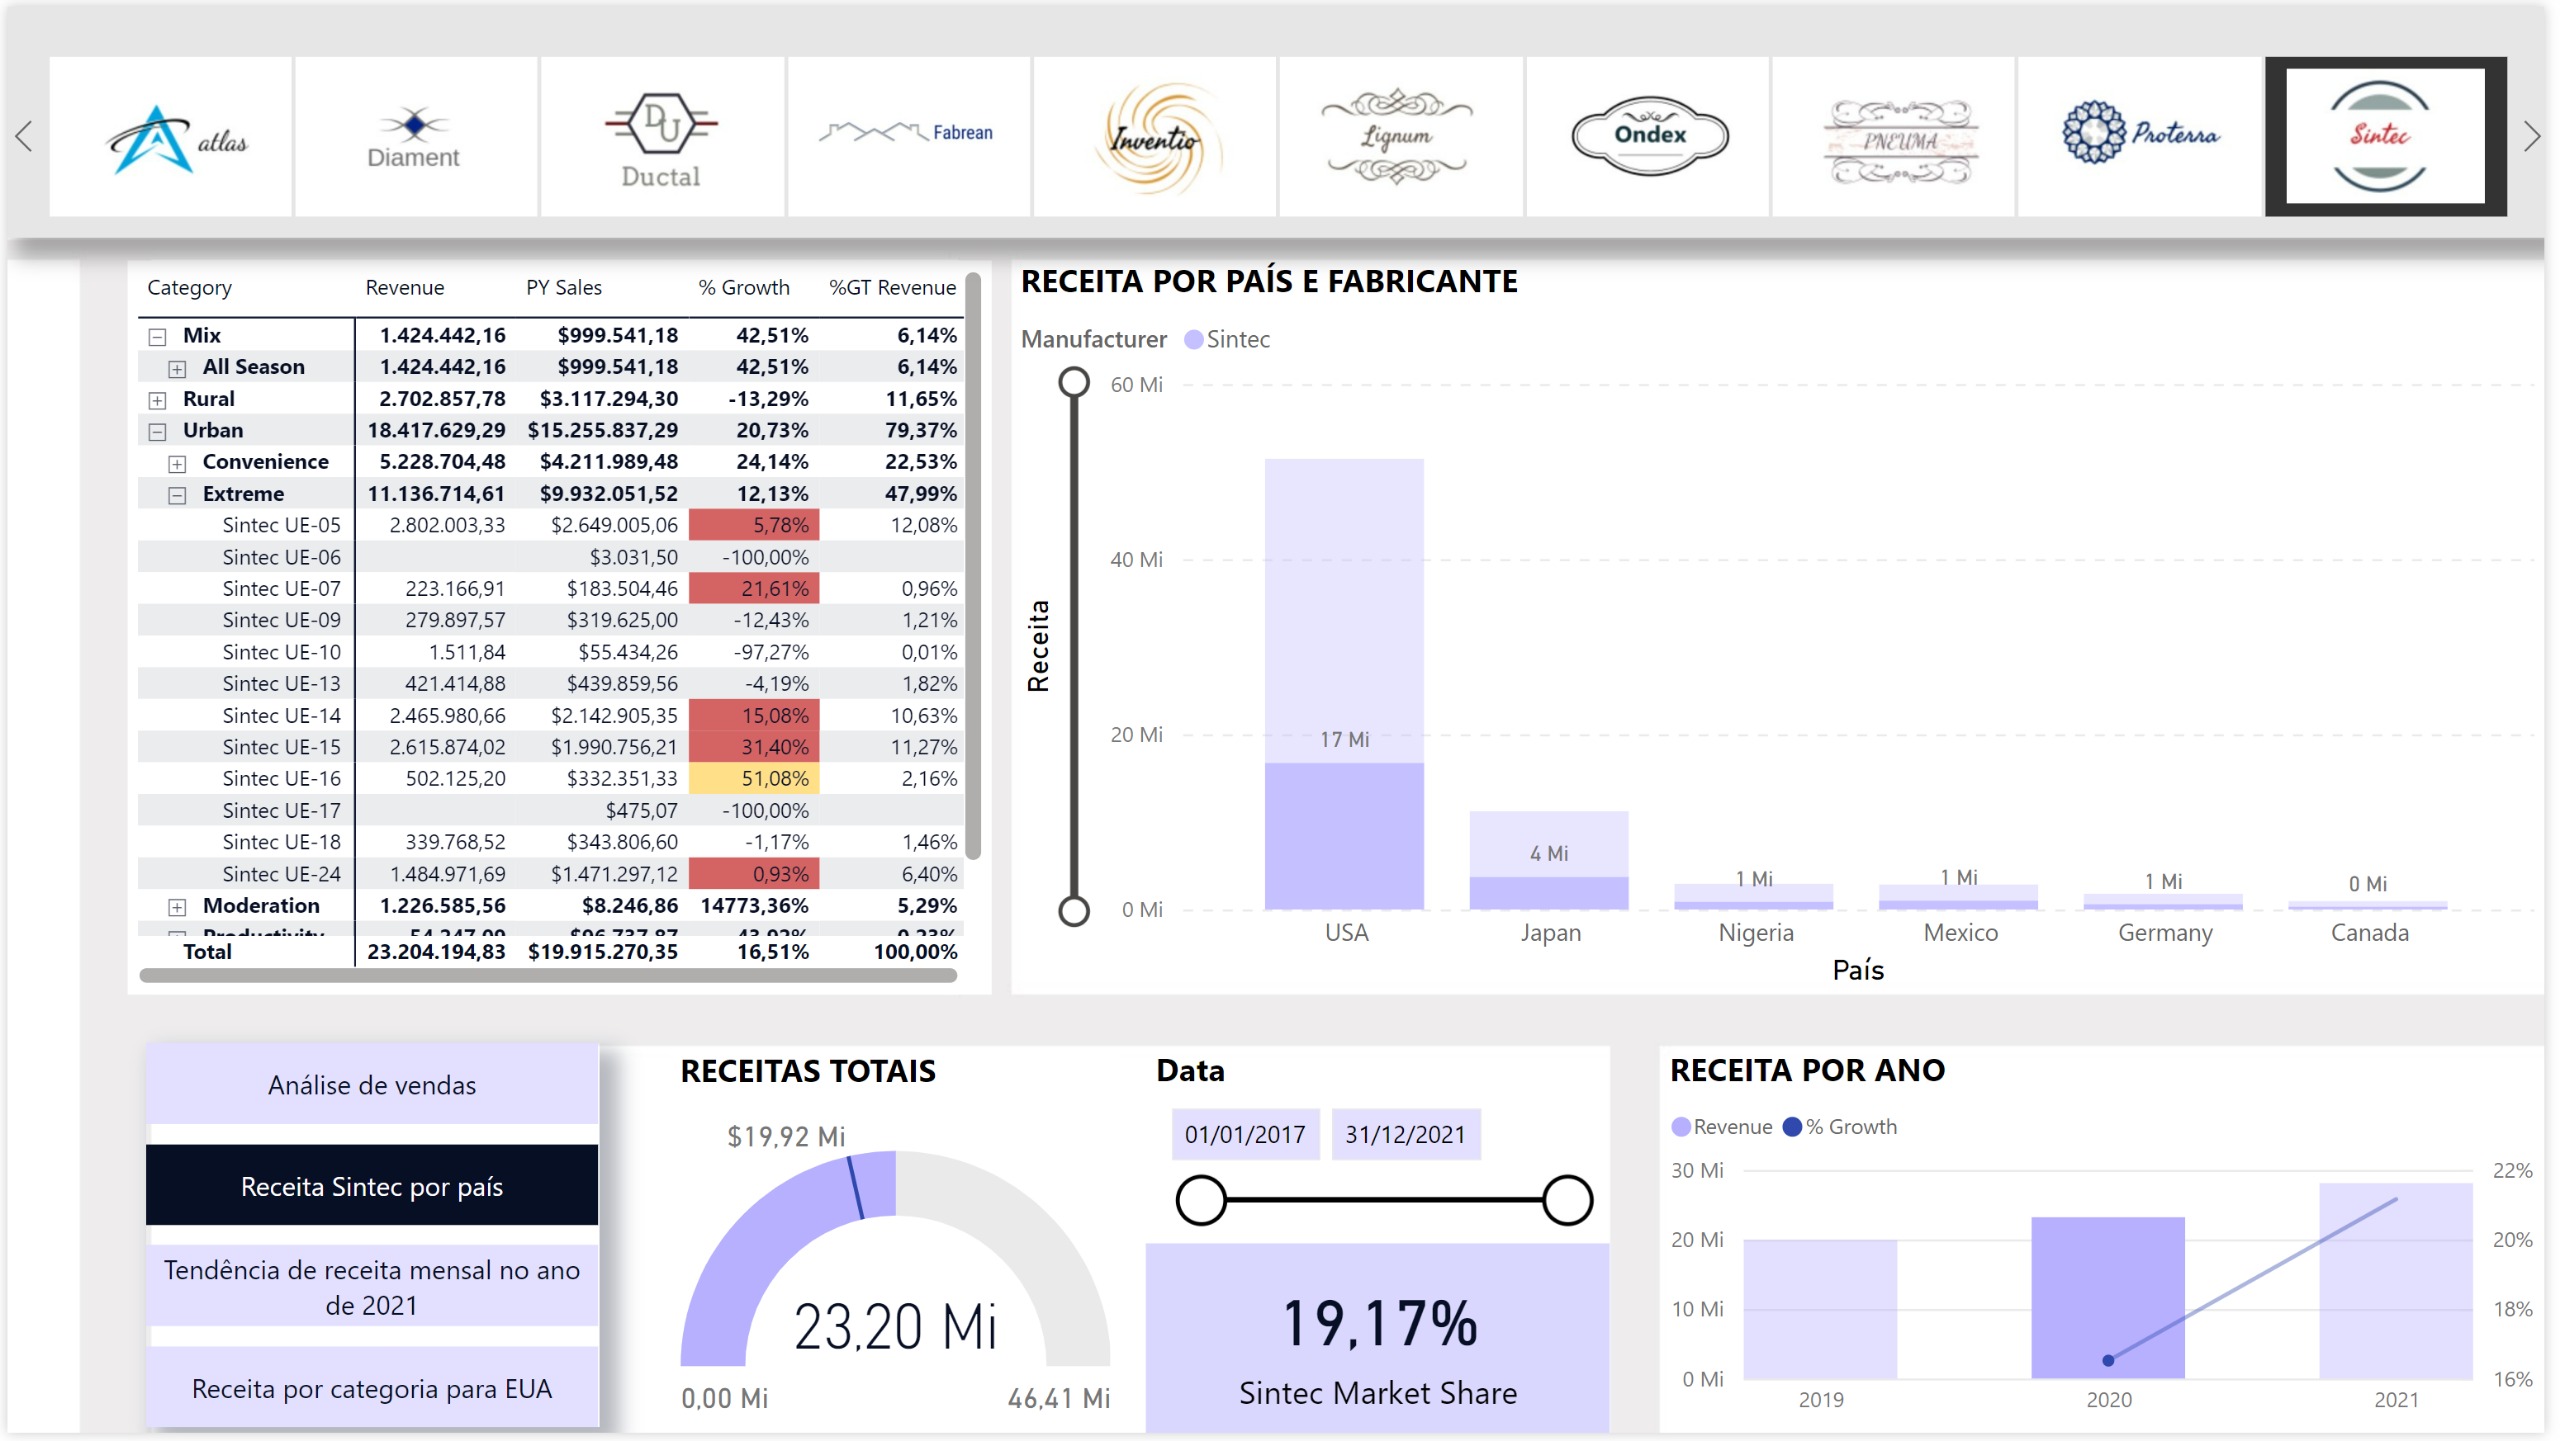 atlas
Diament
DU
Ductal
Fabrean
Inventio
Lignum
Ondex
PNEUMA
Proterra
Sintec
Category Revenue PY Sales % Growth %GT Revenue
Mix 1.424.442,16 $999.541,18 42,51% 6,14%
All Season 1.424.442,16 $999.541,18 42,51% 6,14%
Rural 2.702.857,78 $3.117.294,30 -13,29% 11,65%
Urban 18.417.629,29 $15.255.837,29 20,73% 79,37%
Convenience 5.228.704,48 $4.211.989,48 24,14% 22,53%
Extreme 11.136.714,61 $9.932.051,52 12,13% 47,99%
Sintec UE-05 2.802.003,33 $2.649.005,06 5,78% 12,08%
Sintec UE-06 $3.031,50 -100,00%
Sintec UE-07 223.166,91 $183.504,46 21,61% 0,96%
Sintec UE-09 279.897,57 $319.625,00 -12,43% 1,21%
Sintec UE-10 1.511,84 $55.434,26 -97,27% 0,01%
Sintec UE-13 421.414,88 $439.859,56 -4,19% 1,82%
Sintec UE-14 2.465.980,66 $2.142.905,35 15,08% 10,63%
Sintec UE-15 2.615.874,02 $1.990.756,21 31,40% 11,27%
Sintec UE-16 502.125,20 $332.351,33 51,08% 2,16%
Sintec UE-17 $475,07 -100,00%
Sintec UE-18 339.768,52 $343.806,60 -1,17% 1,46%
Sintec UE-24 1.484.971,69 $1.471.297,12 0,93% 6,40%
Moderation 1.226.585,56 $8.246,86 14773,36% 5,29%
Productivity
Total 23.204.194,83 $19.915.270,35 16,51% 100,00%
RECEITA POR PAÍS E FABRICANTE
Manufacturer Sintec
Receita
60 Mi
40 Mi
20 Mi
0 Mi
17 Mi
4 Mi
1 Mi
1 Mi
1 Mi
0 Mi
USA Japan Nigeria Mexico Germany Canada
País
Análise de vendas
Receita Sintec por país
Tendência de receita mensal no ano
de 2021
Receita por categoria para EUA
RECEITAS TOTAIS
$19,92 Mi
23,20 Mi
0,00 Mi 46,41 Mi
Data
01/01/2017 31/12/2021
19,17%
Sintec Market Share
RECEITA POR ANO
Revenue % Growth
30 Mi 22%
20 Mi 20%
10 Mi 18%
0 Mi 16%
2019 2020 2021